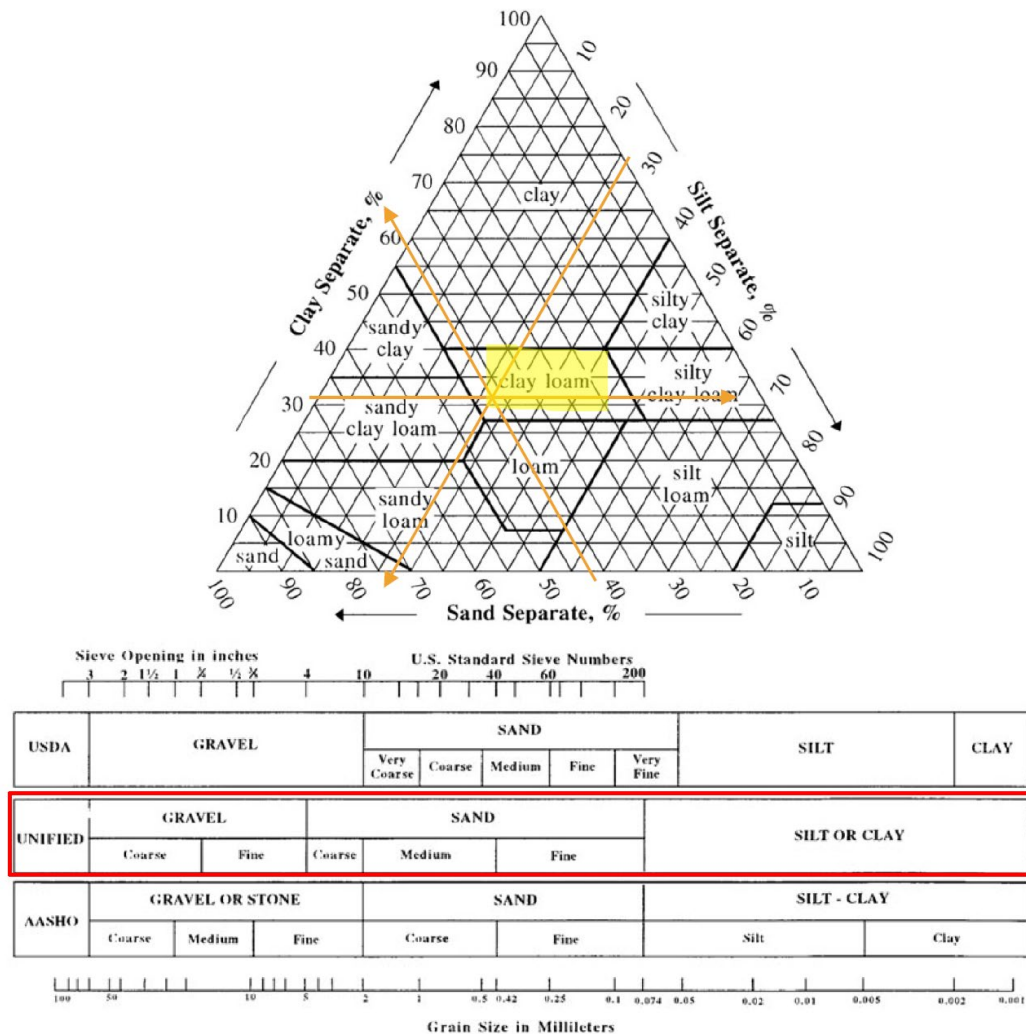 100
10
90
20
80
30
70
clay
40
60
50
50
silty
clay
60
sandy
clay
40
clay loam
silty
clay loam
70
30
sandy
clay loam
80
20
loam
silt
loam
90
sandy
loam
10
loamy
sand
sand
silt
100
Clay Separate, %
Silt Separate, %
100
90
80
70
60
50
40
30
20
10
Sand Separate, %
Sieve Opening in inches
U.S. Standard Sieve Numbers
3 2 1½ 1 ¾ ½ ⅜ 4 10 20 40 60 200
USDA
GRAVEL
SAND
SILT
CLAY
Very Coarse
Coarse
Medium
Fine
Very Fine
UNIFIED
GRAVEL
SAND
SILT OR CLAY
Coarse
Fine
Coarse
Medium
Fine
AASHO
GRAVEL OR STONE
SAND
SILT - CLAY
Coarse
Medium
Fine
Coarse
Fine
Silt
Clay
100 50 10 5 2 1 0.5 0.42 0.25 0.1 0.074 0.05 0.02 0.01 0.005 0.002 0.001
Grain Size in Millileters